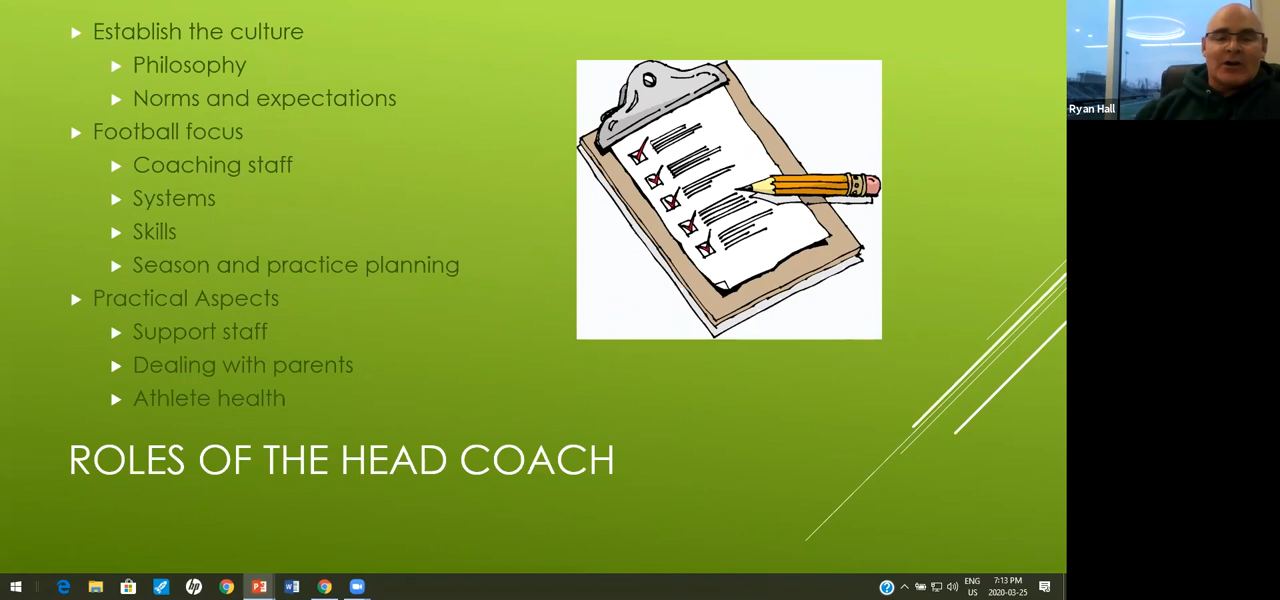 Establish the culture
Philosophy
Norms and expectations
Football focus
Coaching staff
Systems
Skills
Season and practice planning
Practical Aspects
Support staff
Dealing with parents
Athlete health
ROLES OF THE HEAD COACH
Ryan Hall
ENG
US
7:13 PM
2020-03-25